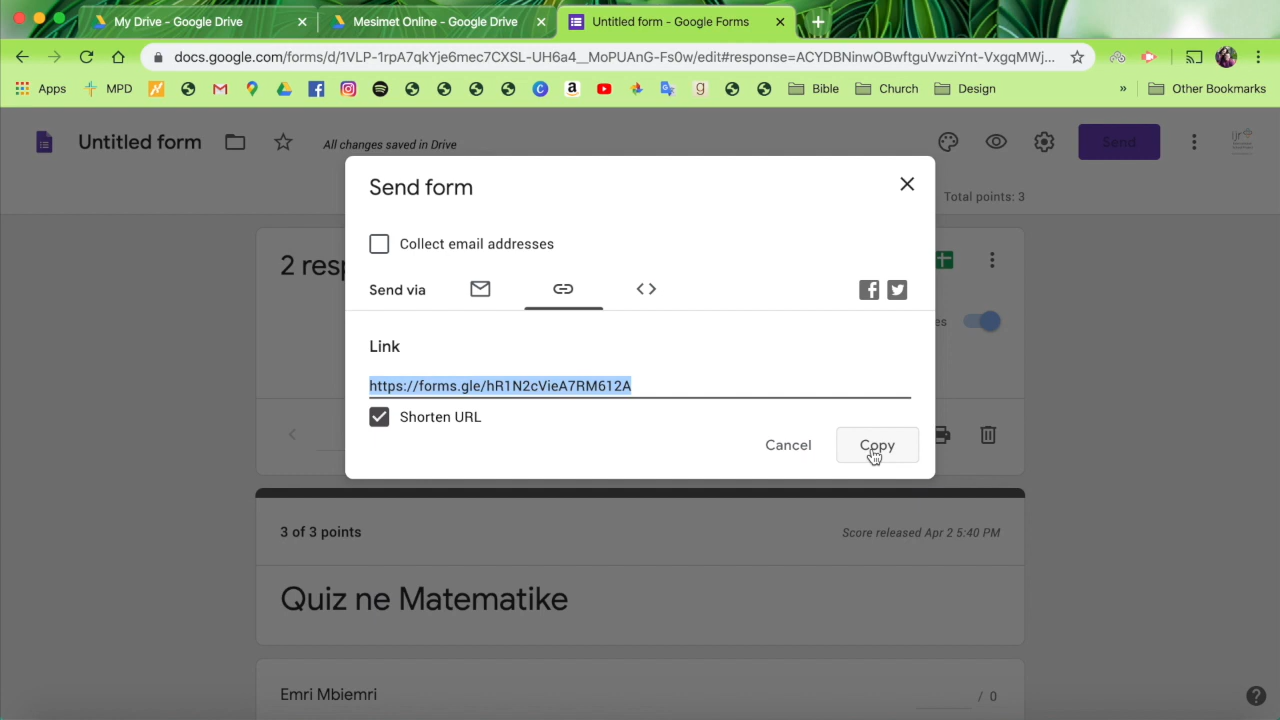 My Drive - Google Drive
Mesimet Online - Google Drive
Untitled form - Google Forms
docs.google.com/forms/d/1VLP-1rpA7qkYje6mec7CXSL-UH6a4__MoPUAnG-Fs0w/edit#response=ACYDBNinwOBwftguVwziYnt-VxgqMWj...
Apps
MPD
Bible
Church
Design
»
Other Bookmarks
Untitled form
All changes saved in Drive
Send
Total points: 3
Send form
Collect email addresses
2 resp
Send via
es
Link
https://forms.gle/hR1N2cVieA7RM612A
Shorten URL
Cancel
Copy
3 of 3 points
Score released Apr 2 5:40 PM
Quiz ne Matematike
Emri Mbiemri
/ 0